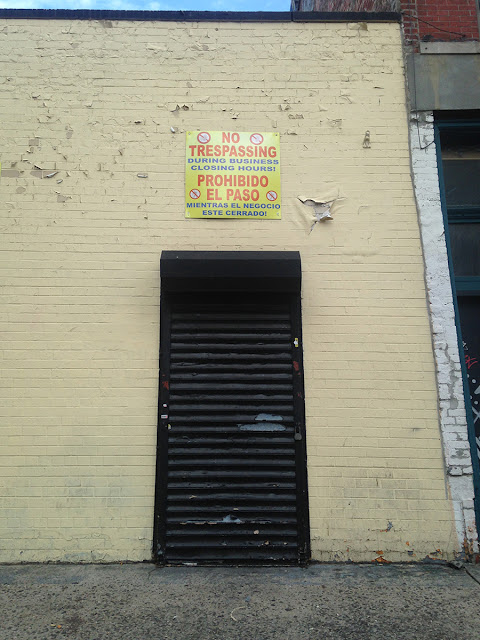 NO
TRESPASSING
DURING BUSINESS
CLOSING HOURS!
PROHIBIDO
EL PASO
MIENTRAS EL NEGOCIO
ESTE CERRADO!